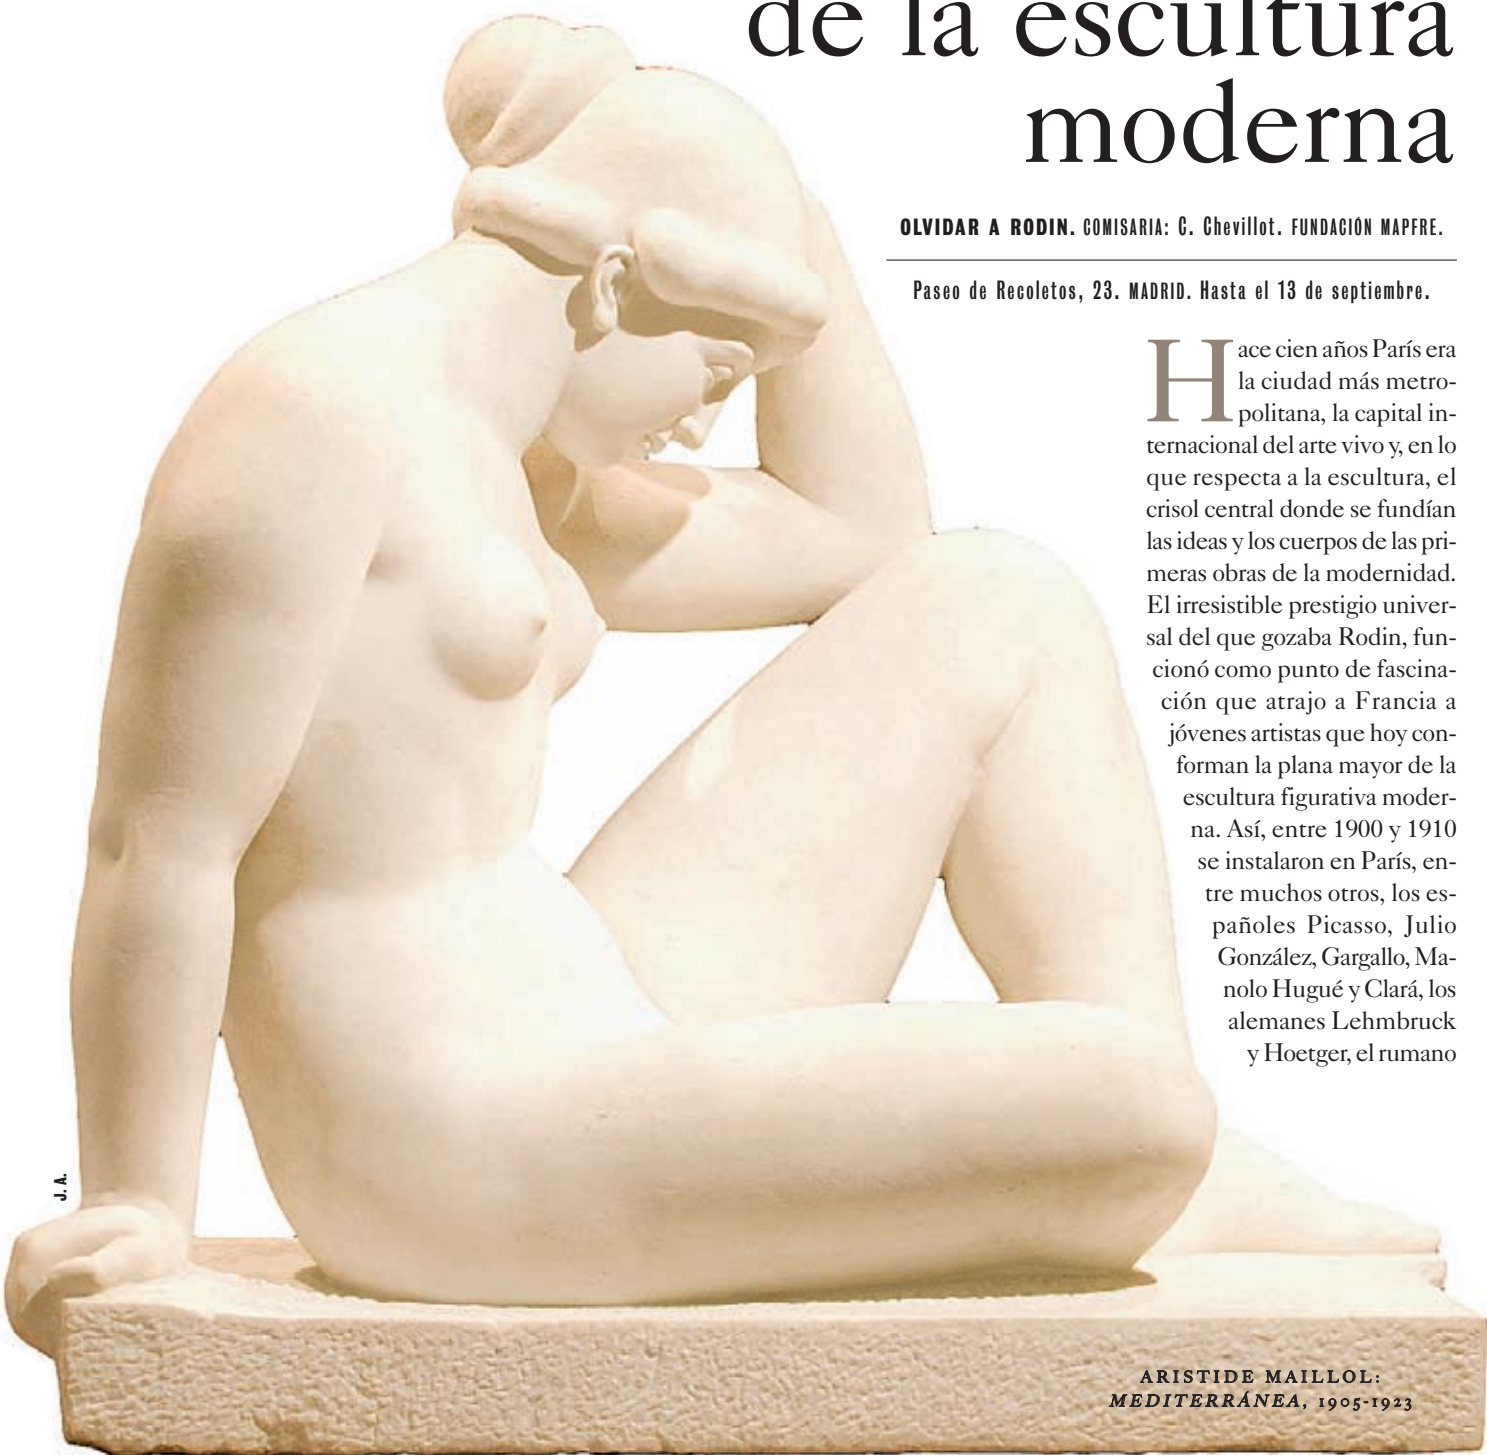 de la escultura
moderna
OLVIDAR A RODIN. COMISARIA: C. Chevillot. FUNDACIÓN MAPFRE.
Paseo de Recoletos, 23. MADRID. Hasta el 13 de septiembre.
Hace cien años París era
la ciudad más metro-
politana, la capital in-
ternacional del arte vivo y, en lo
que respecta a la escultura, el
crisol central donde se fundían
las ideas y los cuerpos de las pri-
meras obras de la modernidad.
El irresistible prestigio univer-
sal del que gozaba Rodin, fun-
cionó como punto de fascina-
ción que atrajo a Francia a
jóvenes artistas que hoy con-
forman la plana mayor de la
escultura figurativa moder-
na. Así, entre 1900 y 1910
se instalaron en París, en-
tre muchos otros, los es-
pañoles Picasso, Julio
González, Gargallo, Ma-
nolo Hugué y Clará, los
alemanes Lehmbruck
y Hoetger, el rumano
J. A.
ARISTIDE MAILLOL:
MEDITERRÁNEA, 1905-1923